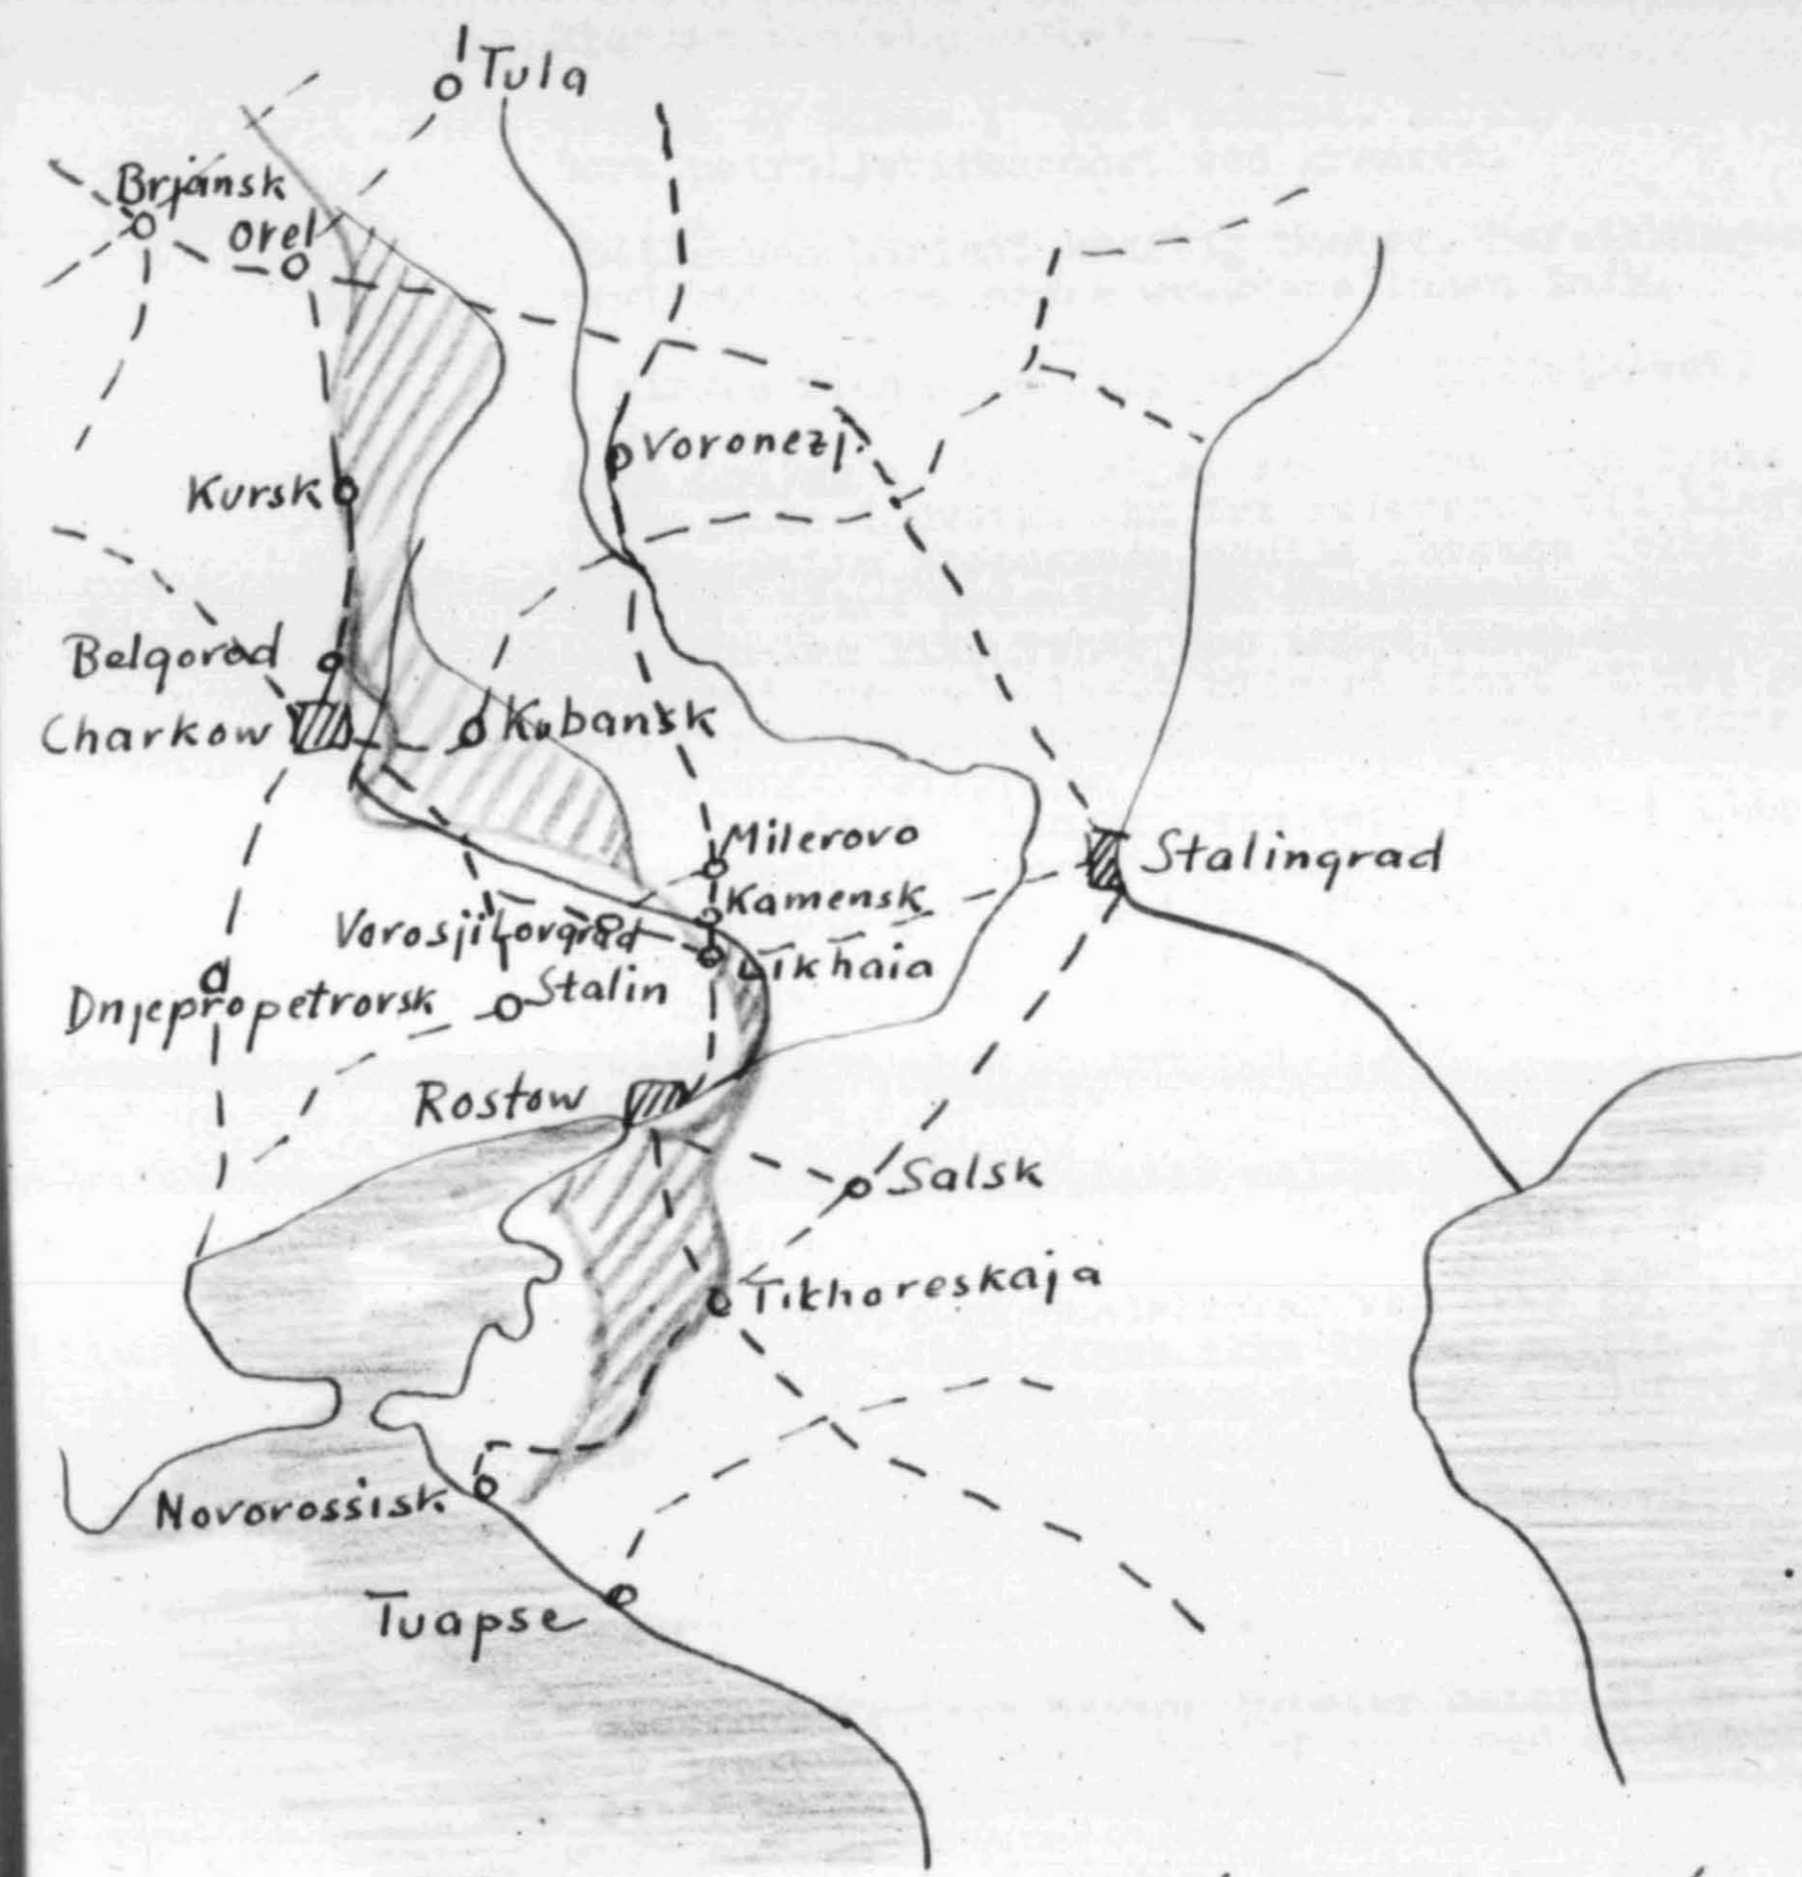 Tula
Brjansk
Orel
Voronezj.
Kursk
Belgorod
Charkow
Kubansk
Milerovo
Stalingrad
Kamensk
Vorosjilovgrad
Likhaia
Stalin
Dnjepropetrovsk
Rostow
Salsk
Tikhoreskaja
Novorossisk
Tuapse